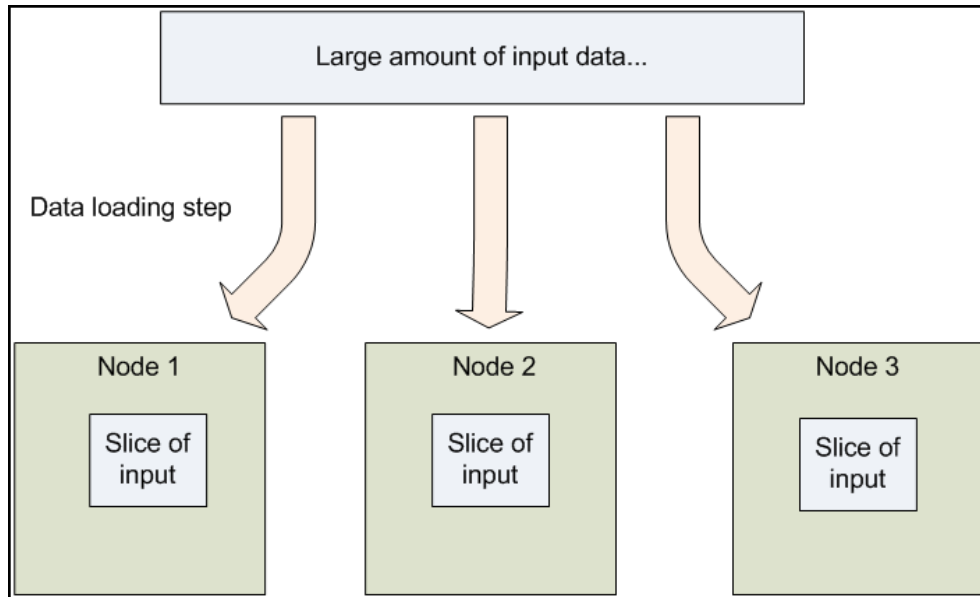 Large amount of input data...
Data loading step
Node 1
Node 2
Node 3
Slice of
input
Slice of
input
Slice of
input